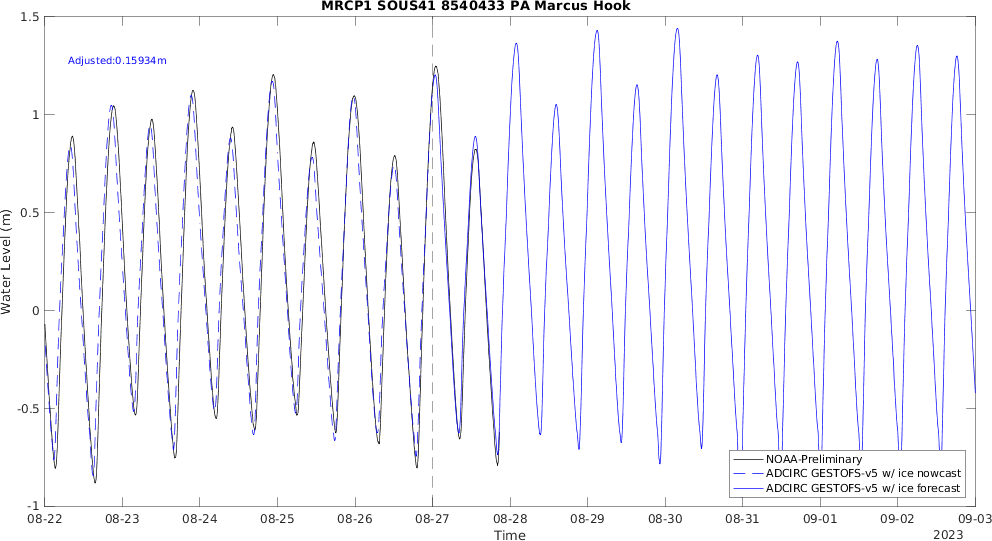 MRCP1 SOUS41 8540433 PA Marcus Hook
Adjusted:0.15934m
Water Level (m)
1.5
1
0.5
0
-0.5
-1
08-22 08-23 08-24 08-25 08-26 08-27 08-28 08-29 08-30 08-31 09-01 09-02 09-03
Time
2023
NOAA-Preliminary
ADCIRC GESTOFS-v5 w/ ice nowcast
ADCIRC GESTOFS-v5 w/ ice forecast